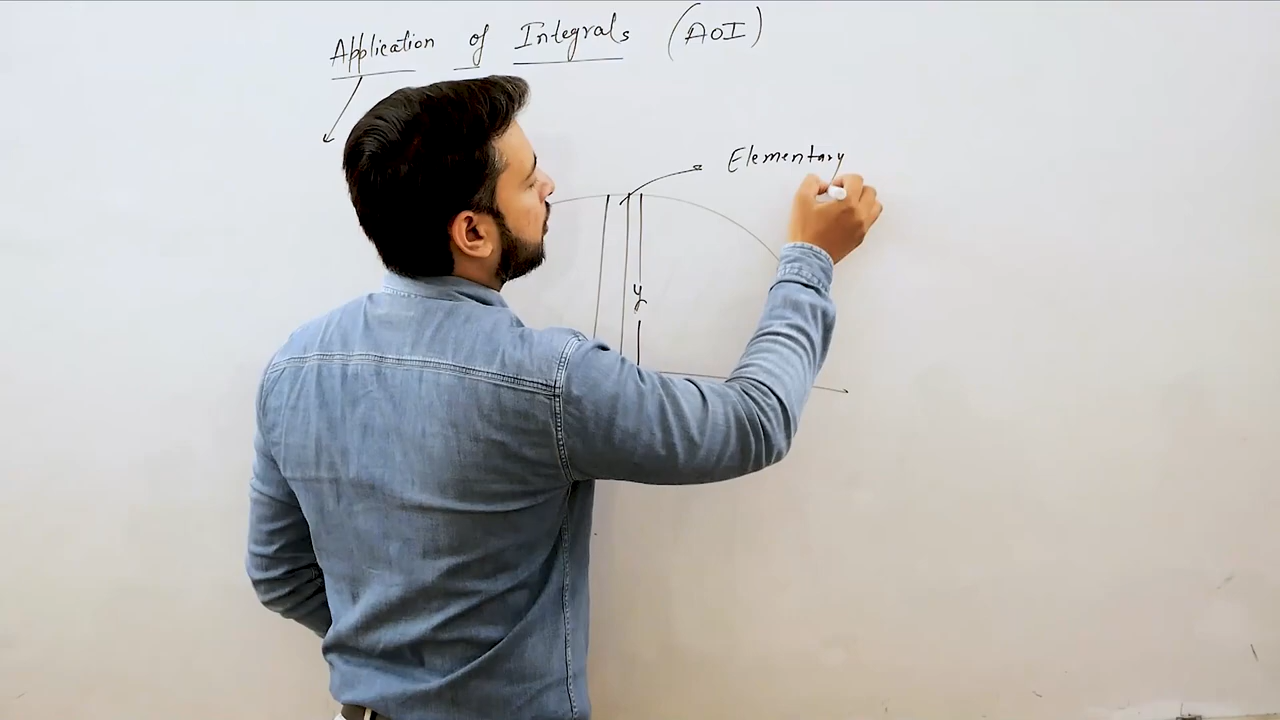 Application of Integrals (AOI)
Elementary
y